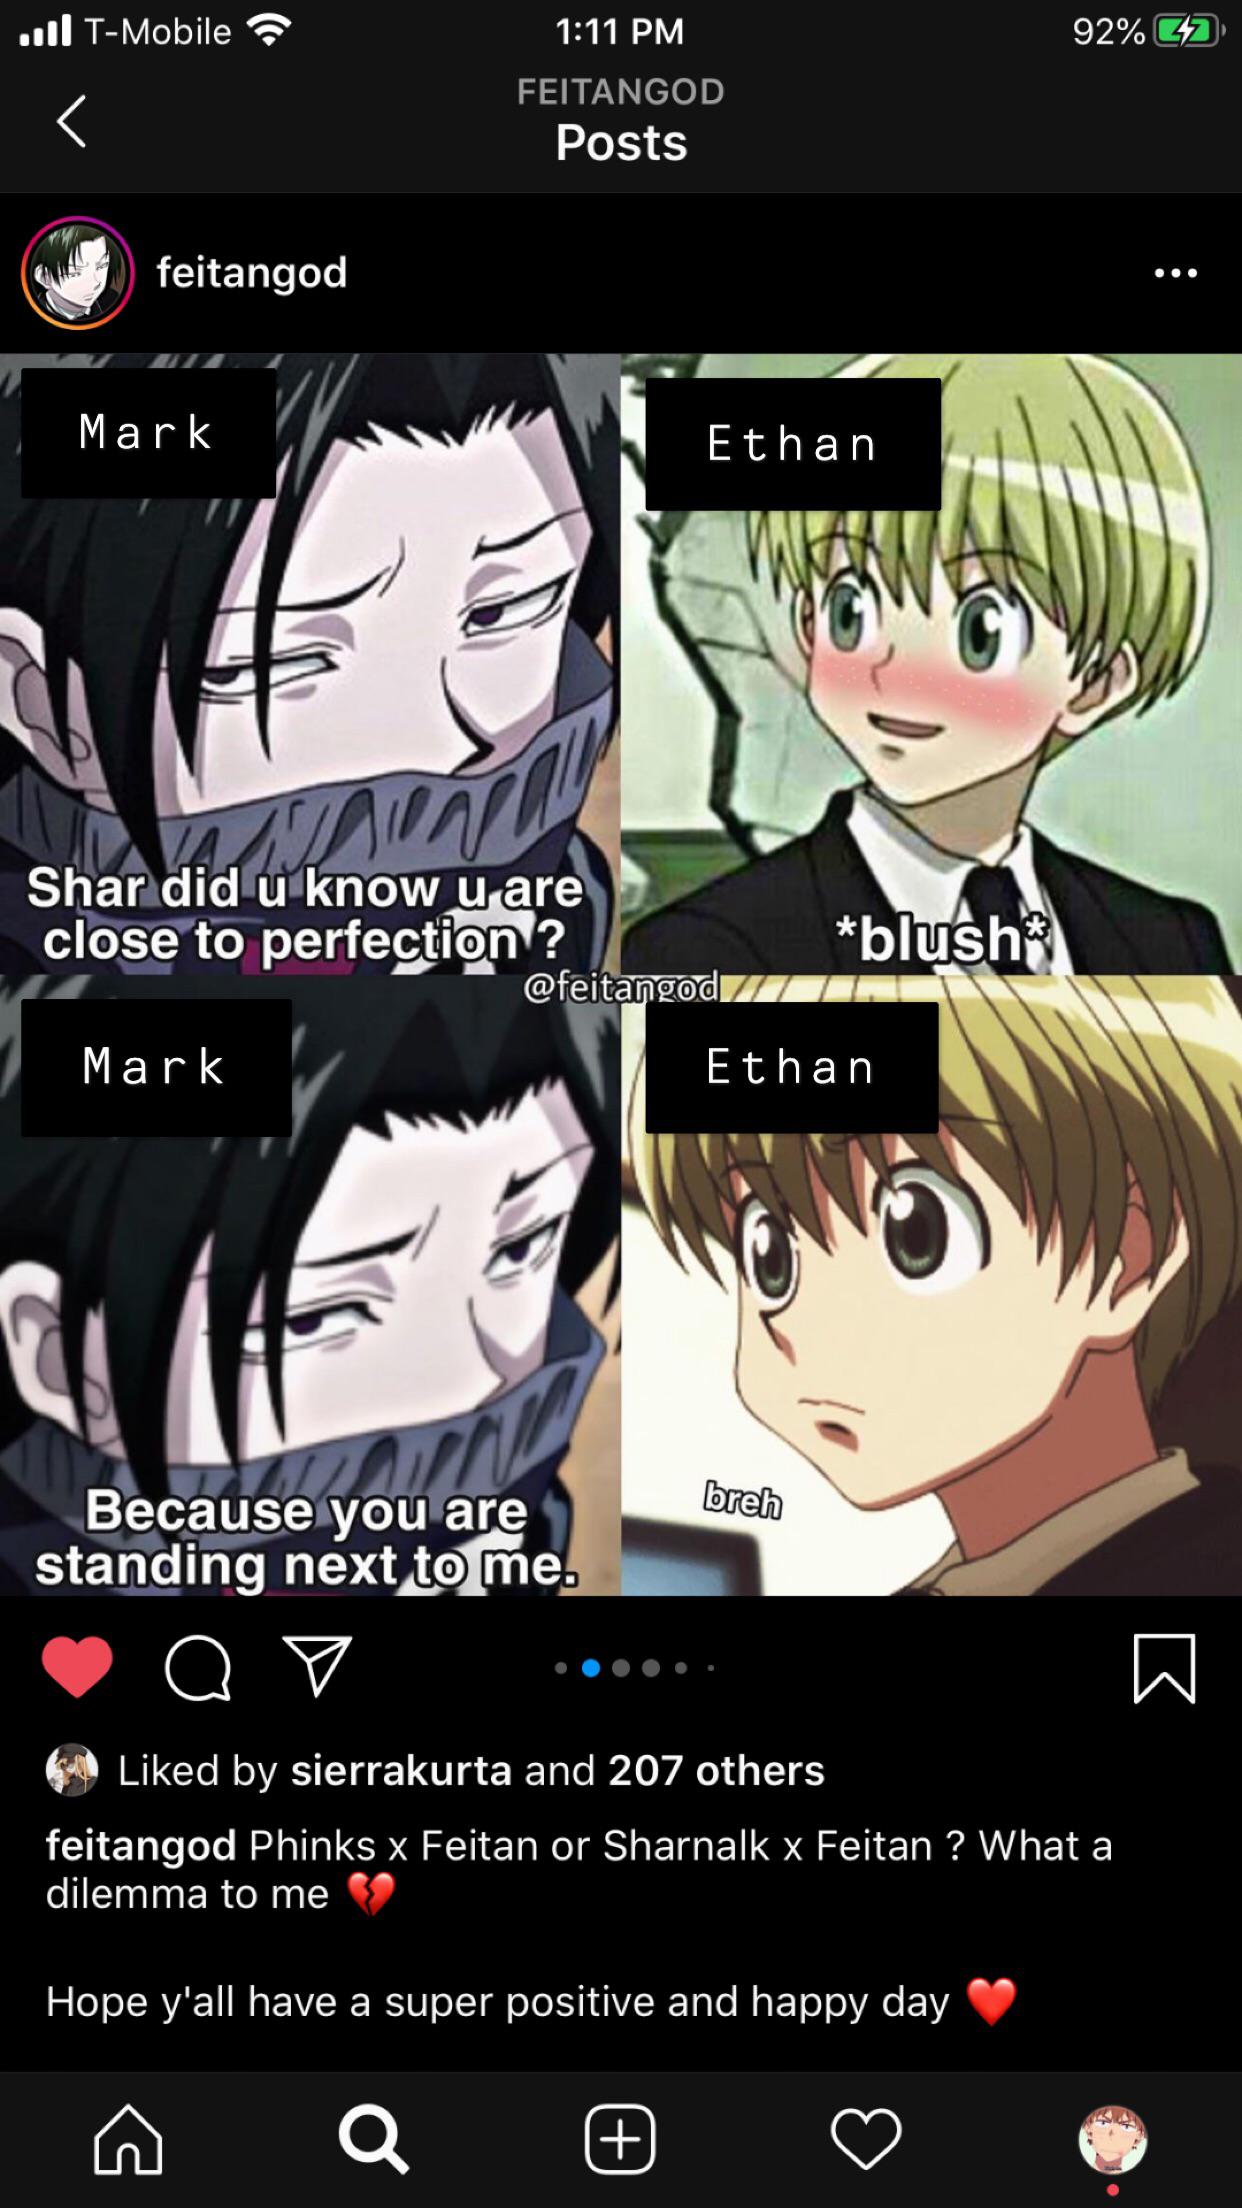 T-Mobile 1:11 PM 92%
FEITANGOD
Posts
feitangod
Mark
Ethan
Shar did u know u are
close to perfection ?
*blush*
@feitangod
Mark
Ethan
Because you are
standing next to me.
breh
Liked by sierrakurta and 207 others
feitangod Phinks x Feitan or Sharnalk x Feitan ? What a
dilemma to me 💔
Hope y'all have a super positive and happy day ❤️